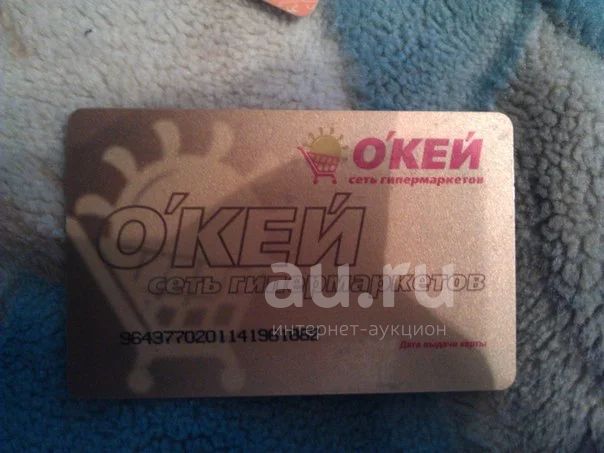 О'КЕЙ
сеть гипермаркетов
О'КЕЙ
сеть гипермаркетов
au.ru
интернет-аукцион
Дата выдачи карты